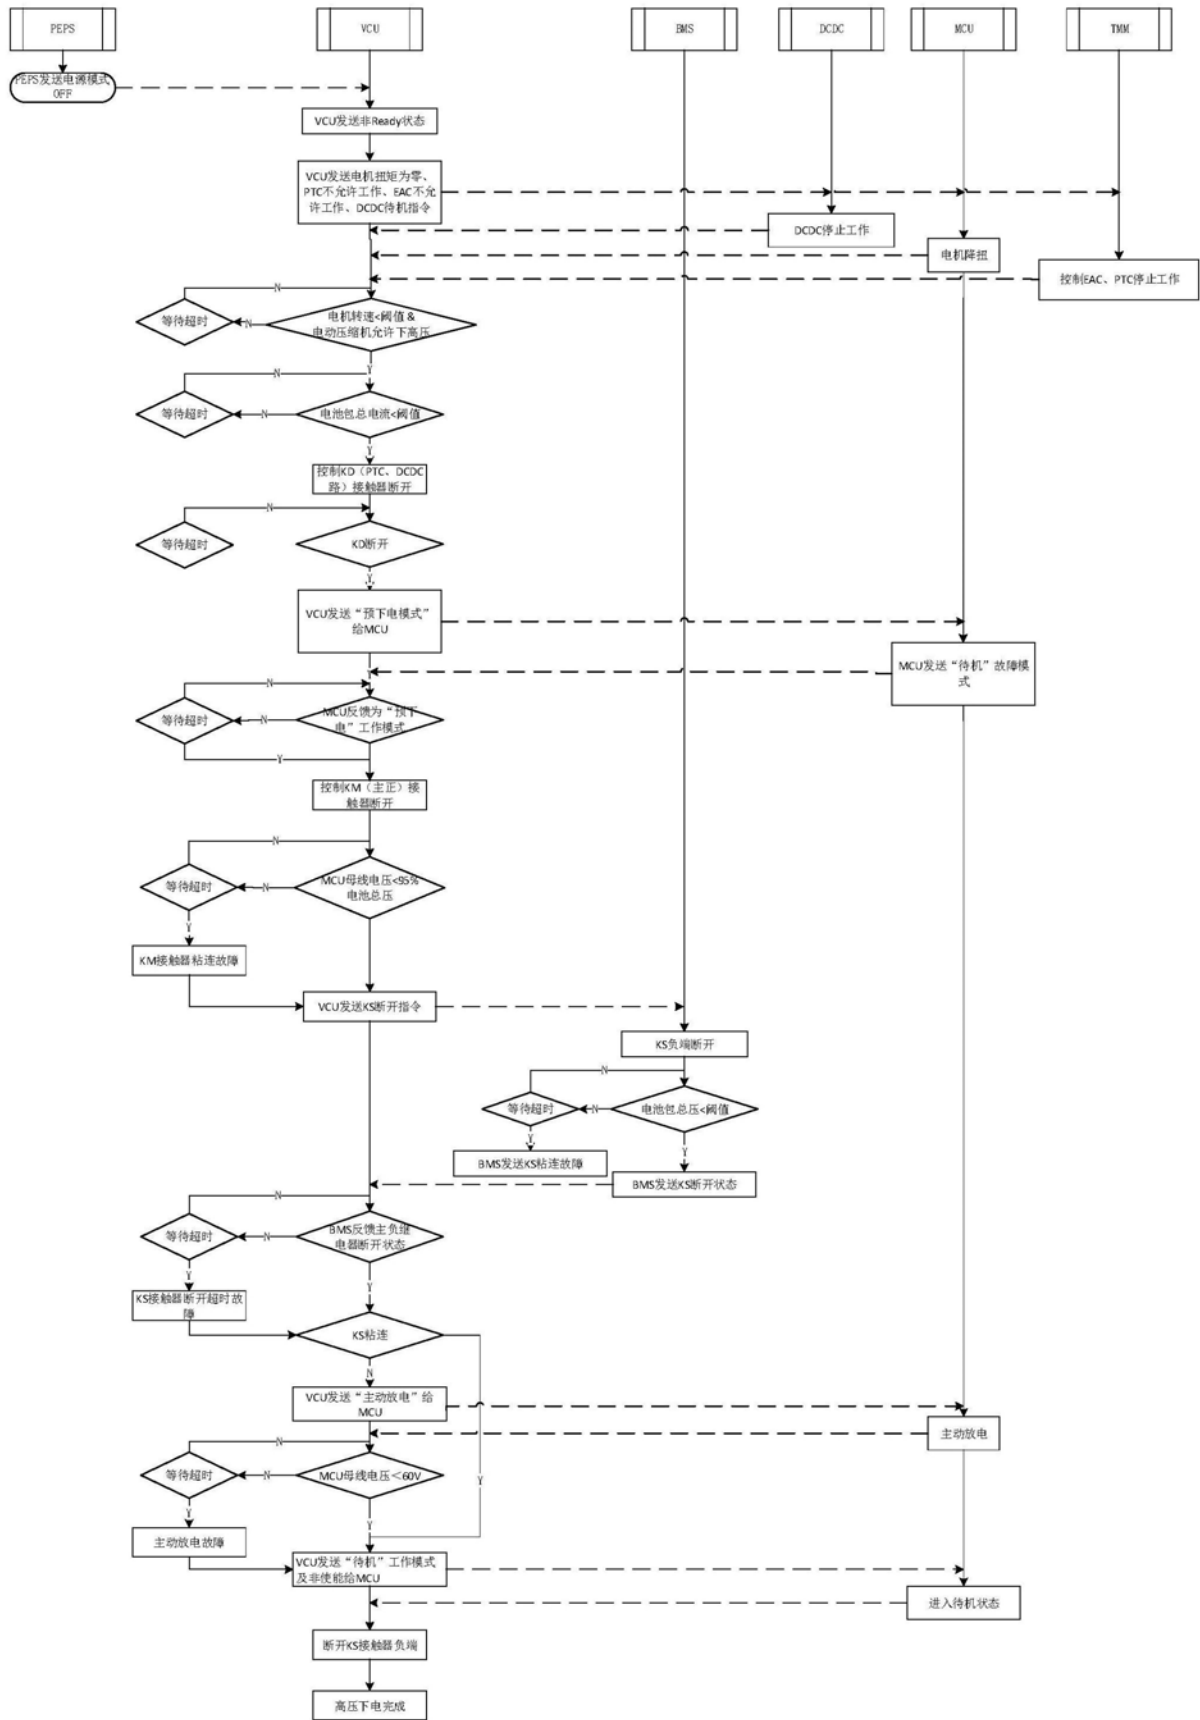 PEPS
VCU
BMS
DCDC
MCU
TMM
PEPS发送电源模式
OFF
VCU发送非Ready状态
VCU发送电机扭矩为零、
PTC不允许工作、EAC不允
许工作、DCDC待机指令
DCDC停止工作
电机降扭
控制EAC、PTC停止工作
N
等待超时
N
电机转速<阈值 &
电动压缩机允许下高压
Y
N
等待超时
N
电池包总电流<阈值
Y
控制KD（PTC、DCDC
路）接触器断开
N
等待超时
KD断开
Y
VCU发送“预下电模式”
给MCU
MCU发送“待机”故障模
式
Y
N
等待超时
N
MCU反馈为“预下
电”工作模式
Y
控制KM（主正）接
触器断开
N
等待超时
N
MCU母线电压<95%
电池总压
Y
KM接触器粘连故障
VCU发送KS断开指令
KS负端断开
N
等待超时
N
电池包总压<阈值
Y
Y
BMS发送KS粘连故障
BMS发送KS断开状态
N
等待超时
N
BMS反馈主负继
电器断开状态
Y
Y
KS接触器断开超时故
障
KS粘连
N
VCU发送“主动放电”给
MCU
主动放电
N
等待超时
N
MCU母线电压＜60V
Y
Y
Y
主动放电故障
VCU发送“待机”工作模式
及非使能给MCU
进入待机状态
断开KS接触器负端
高压下电完成